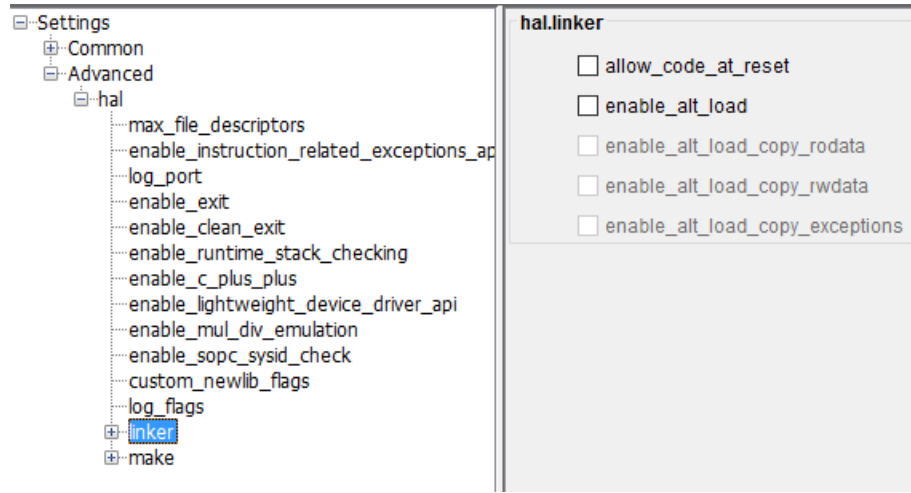 Settings
Common
Advanced
hal
max_file_descriptors
enable_instruction_related_exceptions_ap
log_port
enable_exit
enable_clean_exit
enable_runtime_stack_checking
enable_c_plus_plus
enable_lightweight_device_driver_api
enable_mul_div_emulation
enable_sopc_sysid_check
custom_newlib_flags
log_flags
linker
make
hal.linker
allow_code_at_reset
enable_alt_load
enable_alt_load_copy_rodata
enable_alt_load_copy_rwdata
enable_alt_load_copy_exceptions